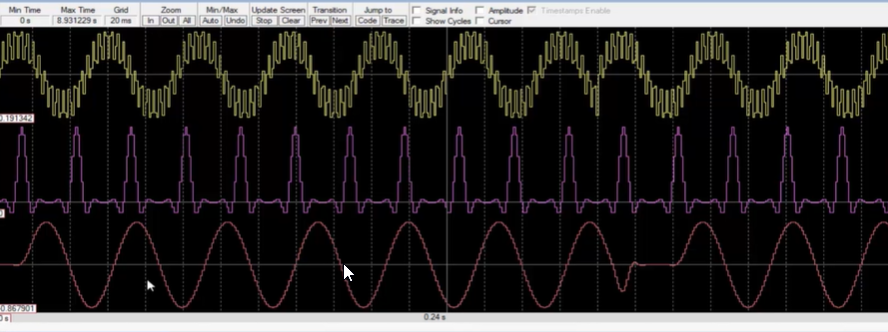 Min Time Max Time Grid Zoom Min/Max Update Screen Transition Jump to Signal Info Amplitude Timestamps Enable
0 s 8.931229 s 20 ms In Out All Auto Undo Stop Clear Prev Next Code Trace Show Cycles Cursor
0.191342
0.867901
0.24 s